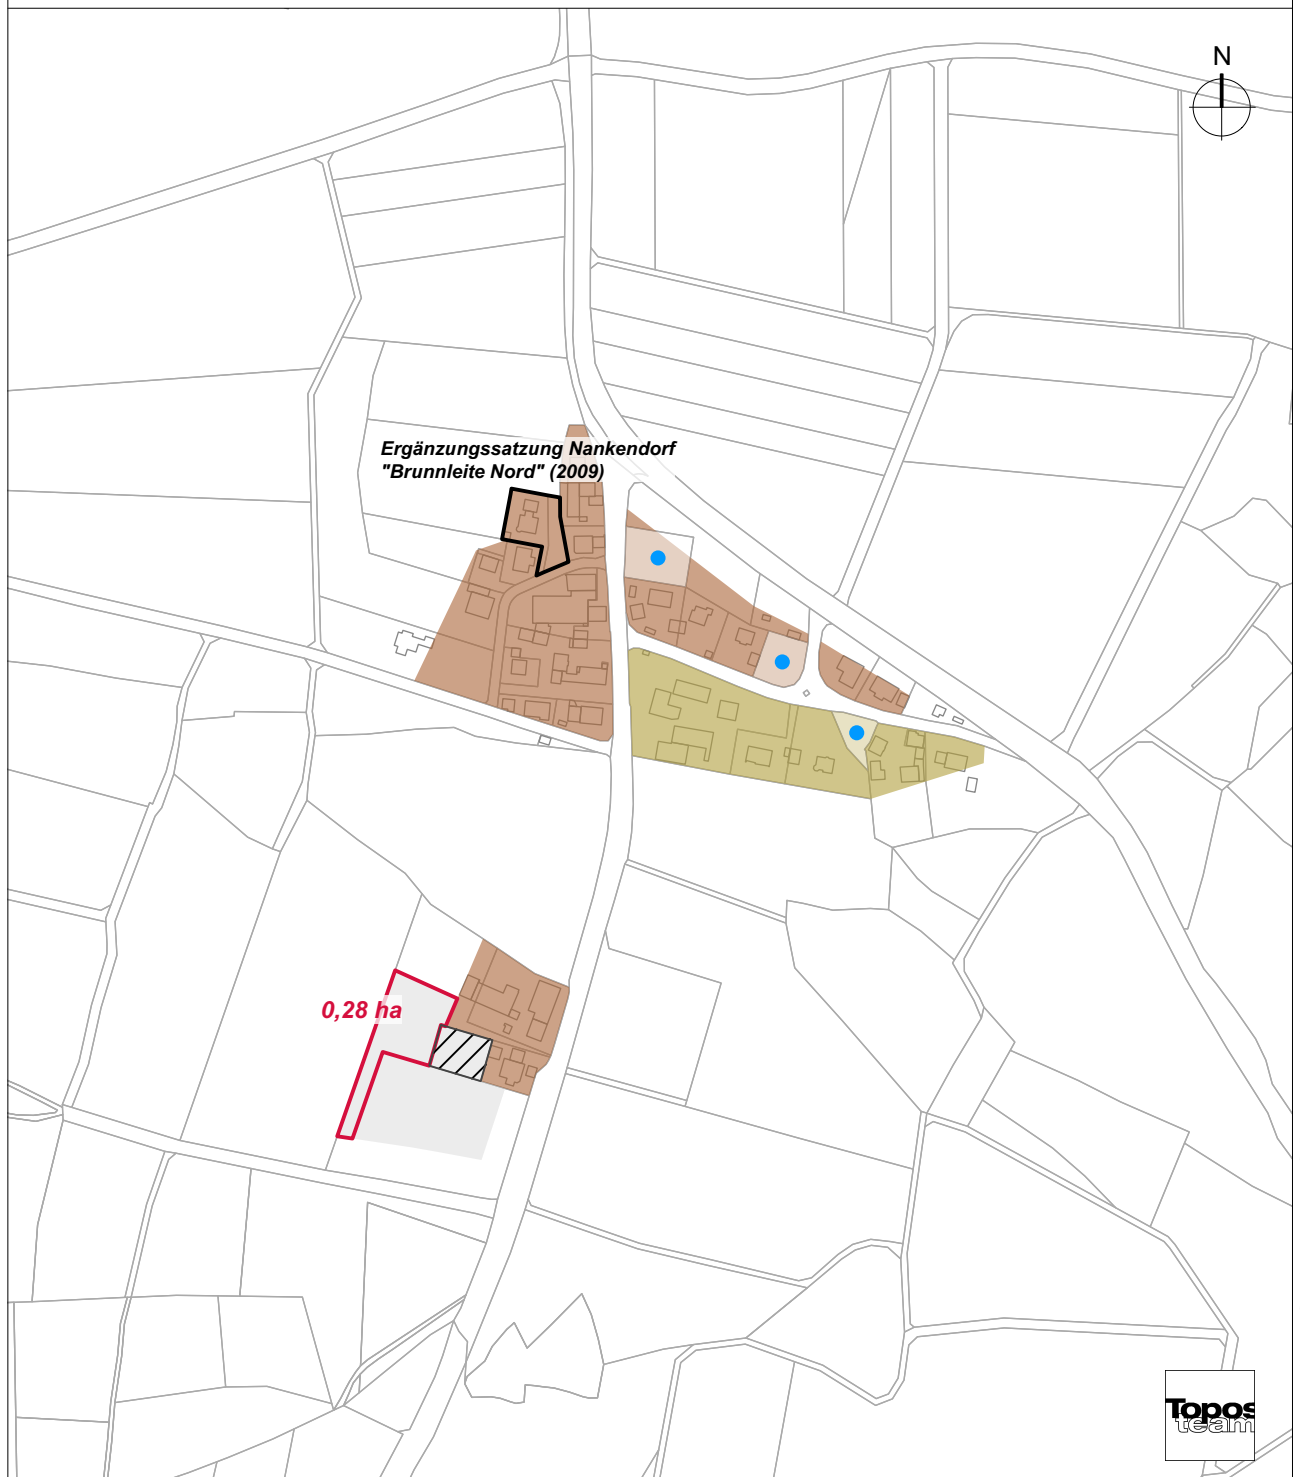 N
Ergänzungssatzung Nankendorf
"Brunnleite Nord" (2009)
0,28 ha
Topos
team